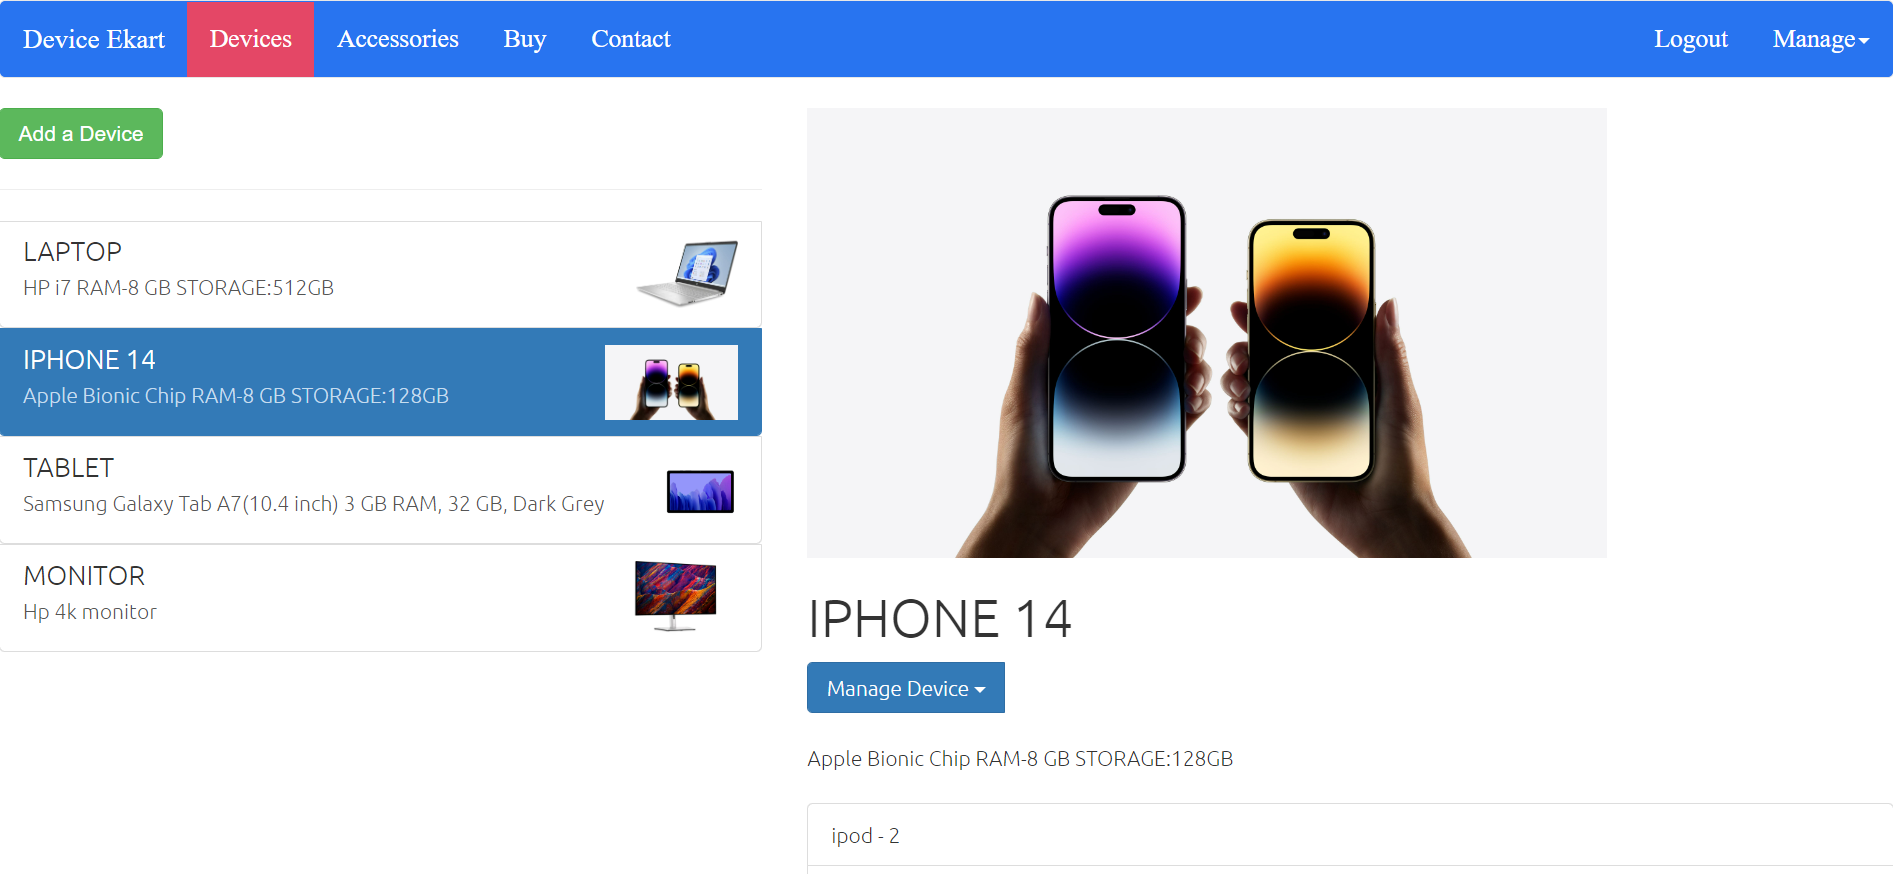 Device Ekart Devices Accessories Buy Contact Logout Manage
Add a Device
LAPTOP
HP i7 RAM-8 GB STORAGE:512GB
IPHONE 14
Apple Bionic Chip RAM-8 GB STORAGE:128GB
TABLET
Samsung Galaxy Tab A7(10.4 inch) 3 GB RAM, 32 GB, Dark Grey
MONITOR
Hp 4k monitor
IPHONE 14
Manage Device
Apple Bionic Chip RAM-8 GB STORAGE:128GB
ipod - 2